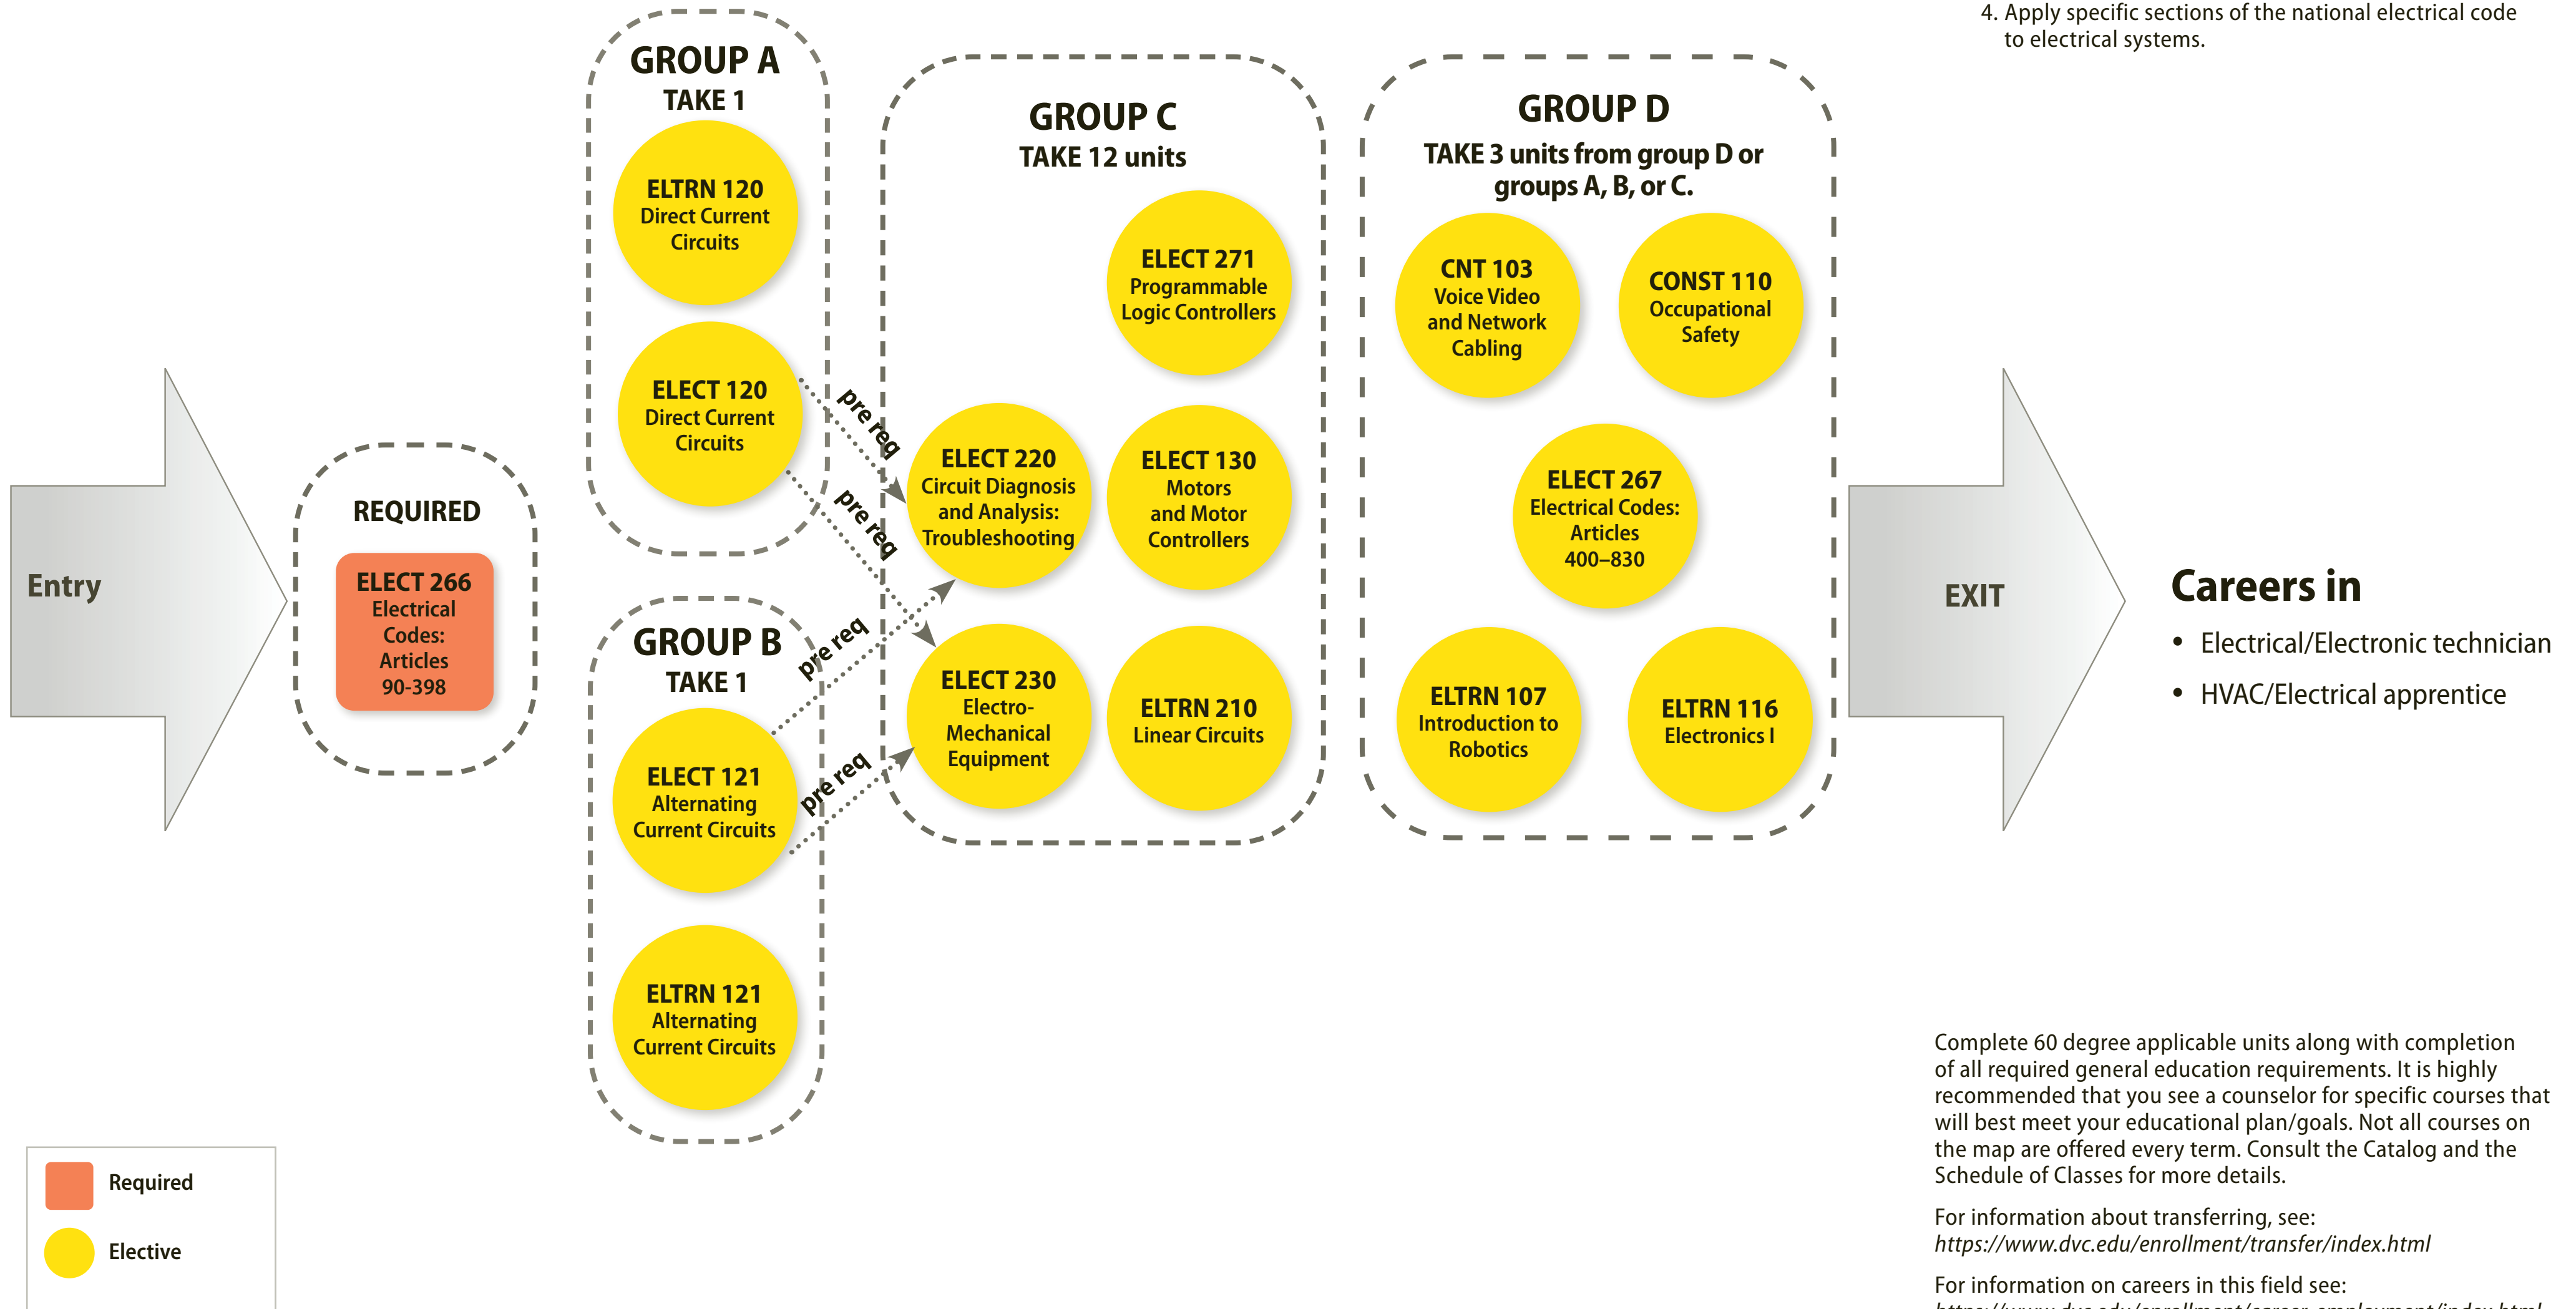 4. Apply specific sections of the national electrical code
to electrical systems.
Entry
REQUIRED
ELECT 266
Electrical
Codes:
Articles
90-398
GROUP A
TAKE 1
ELTRN 120
Direct Current
Circuits
ELECT 120
Direct Current
Circuits
pre req
pre req
GROUP B
TAKE 1
ELECT 121
Alternating
Current Circuits
ELTRN 121
Alternating
Current Circuits
pre req
pre req
GROUP C
TAKE 12 units
ELECT 271
Programmable
Logic Controllers
ELECT 220
Circuit Diagnosis
and Analysis:
Troubleshooting
ELECT 130
Motors
and Motor
Controllers
ELECT 230
Electro-
Mechanical
Equipment
ELTRN 210
Linear Circuits
GROUP D
TAKE 3 units from group D or
groups A, B, or C.
CNT 103
Voice Video
and Network
Cabling
CONST 110
Occupational
Safety
ELECT 267
Electrical Codes:
Articles
400–830
ELTRN 107
Introduction to
Robotics
ELTRN 116
Electronics I
EXIT
Careers in
• Electrical/Electronic technician
• HVAC/Electrical apprentice
Required
Elective
Complete 60 degree applicable units along with completion
of all required general education requirements. It is highly
recommended that you see a counselor for specific courses that
will best meet your educational plan/goals. Not all courses on
the map are offered every term. Consult the Catalog and the
Schedule of Classes for more details.
For information about transferring, see:
https://www.dvc.edu/enrollment/transfer/index.html
For information on careers in this field see:
https://www.dvc.edu/enrollment/career-employment/index.html